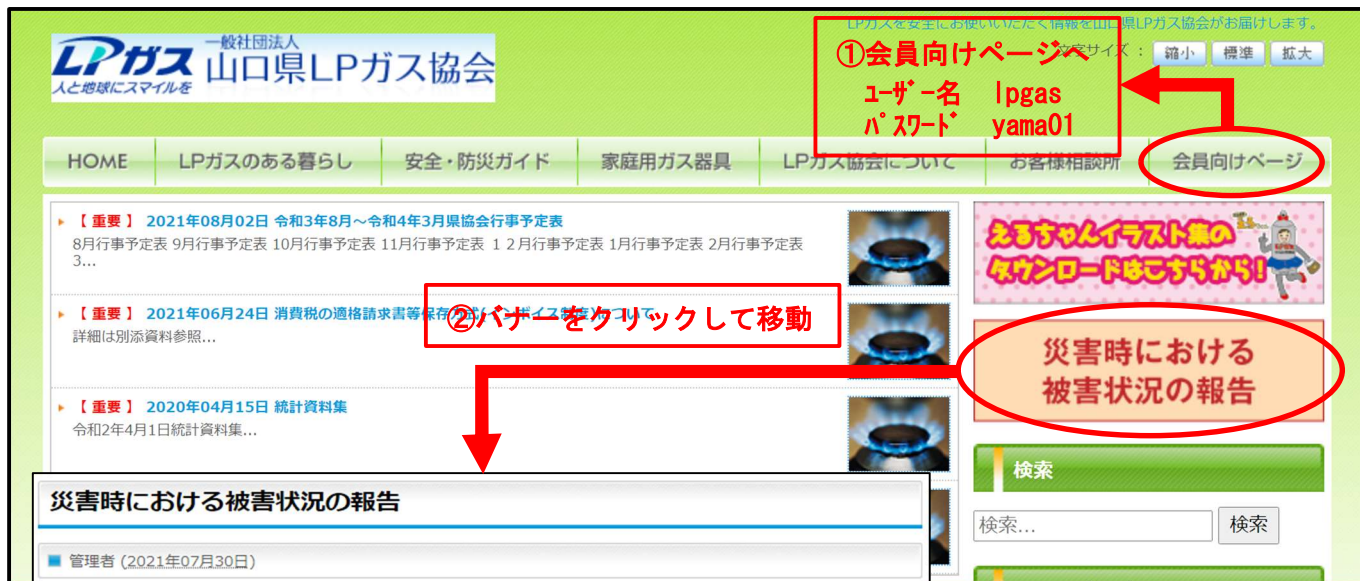 LPガスを安全にお使いいただく情報を山口県LPガス協会がお届けします。
LPガス
人と地球にスマイルを
一般社団法人
山口県LPガス協会
文字サイズ : 縮小 標準 拡大
①会員向けページへ
ﾕｰｻﾞｰ名 lpgas
ﾊﾟｽﾜｰﾄﾞ yama01
HOME LPガスのある暮らし 安全・防災ガイド 家庭用ガス器具 LPガス協会について お客様相談所 会員向けページ
【 重要 】 2021年08月02日 令和3年8月～令和4年3月県協会行事予定表
8月行事予定表 9月行事予定表 10月行事予定表 11月行事予定表 １２月行事予定表 1月行事予定表 2月行事予定表
3...
えるちゃんイラスト集の
ダウンロードはこちらから!
【 重要 】 2021年06月24日 消費税の適格請求書等保存方式(インボイス制度)について
詳細は別添資料参照...
②バナーをクリックして移動
災害時における
被害状況の報告
【 重要 】 2020年04月15日 統計資料集
令和2年4月1日統計資料集...
検索
検索... 検索
災害時における被害状況の報告
管理者 (2021年07月30日)